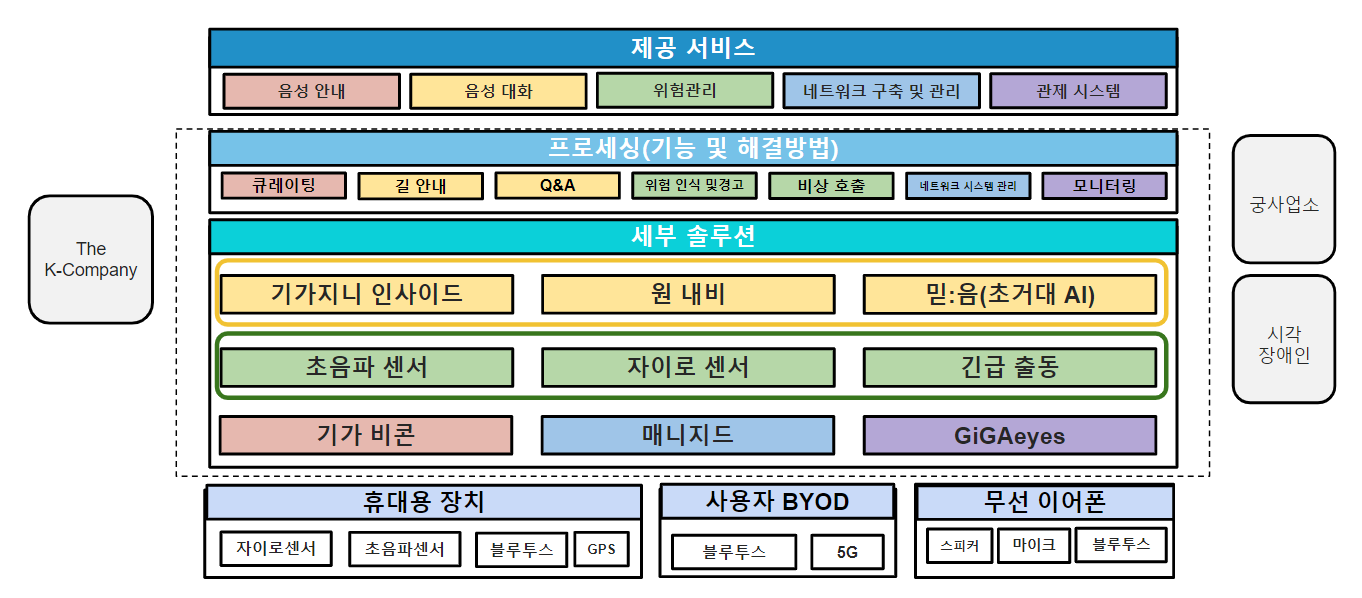 제공 서비스
음성 안내
음성 대화
위험관리
네트워크 구축 및 관리
관제 시스템
프로세싱(기능 및 해결방법)
큐레이팅
길 안내
Q&A
위험 인식 및경고
비상 호출
네트워크 시스템 관리
모니터링
세부 솔루션
기가지니 인사이드
원 내비
믿:음(초거대 AI)
초음파 센서
자이로 센서
긴급 출동
기가 비콘
매니지드
GiGAeyes
The
K-Company
궁사업소
시각
장애인
휴대용 장치
자이로센서
초음파센서
블루투스
GPS
사용자 BYOD
블루투스
5G
무선 이어폰
스피커
마이크
블루투스